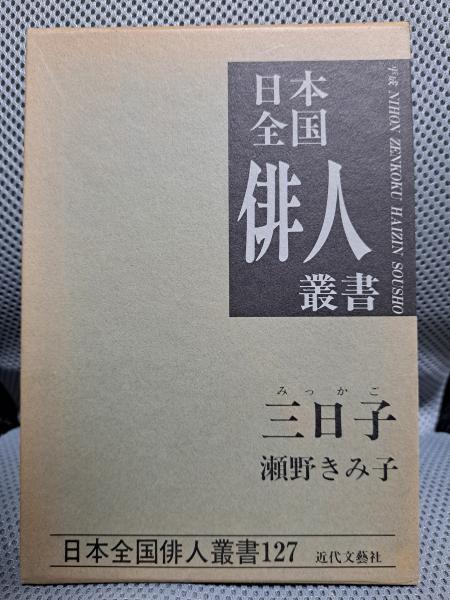 日本
全国
俳人
叢書
平成 NIHON ZENKOKU HAIZIN SOUSHO
みっかご
三日子
瀬野きみ子
日本全国俳人叢書127 近代文藝社